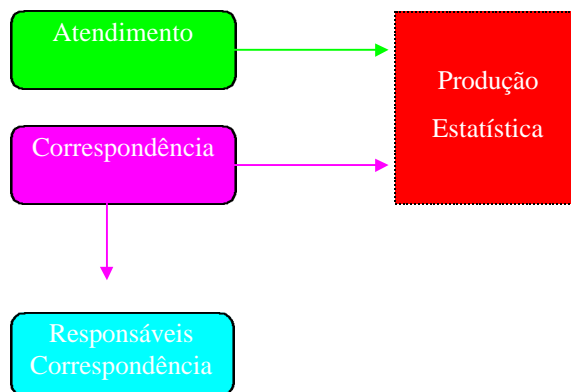 Atendimento
Produção
Estatística
Correspondência
Responsáveis
Correspondência